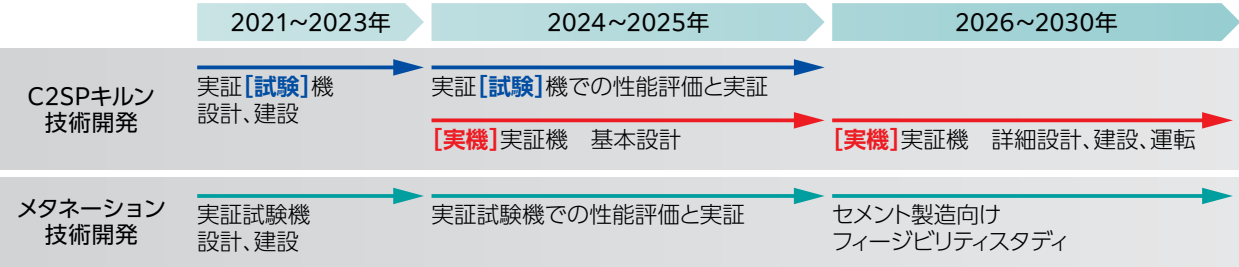 2021~2023年
2024~2025年
2026~2030年
C2SPキルン
技術開発
実証[試験]機
設計、建設
実証[試験]機での性能評価と実証
[実機]実証機　基本設計
[実機]実証機　詳細設計、建設、運転
メタネーション
技術開発
実証試験機
設計、建設
実証試験機での性能評価と実証
セメント製造向け
フィージビリティスタディ